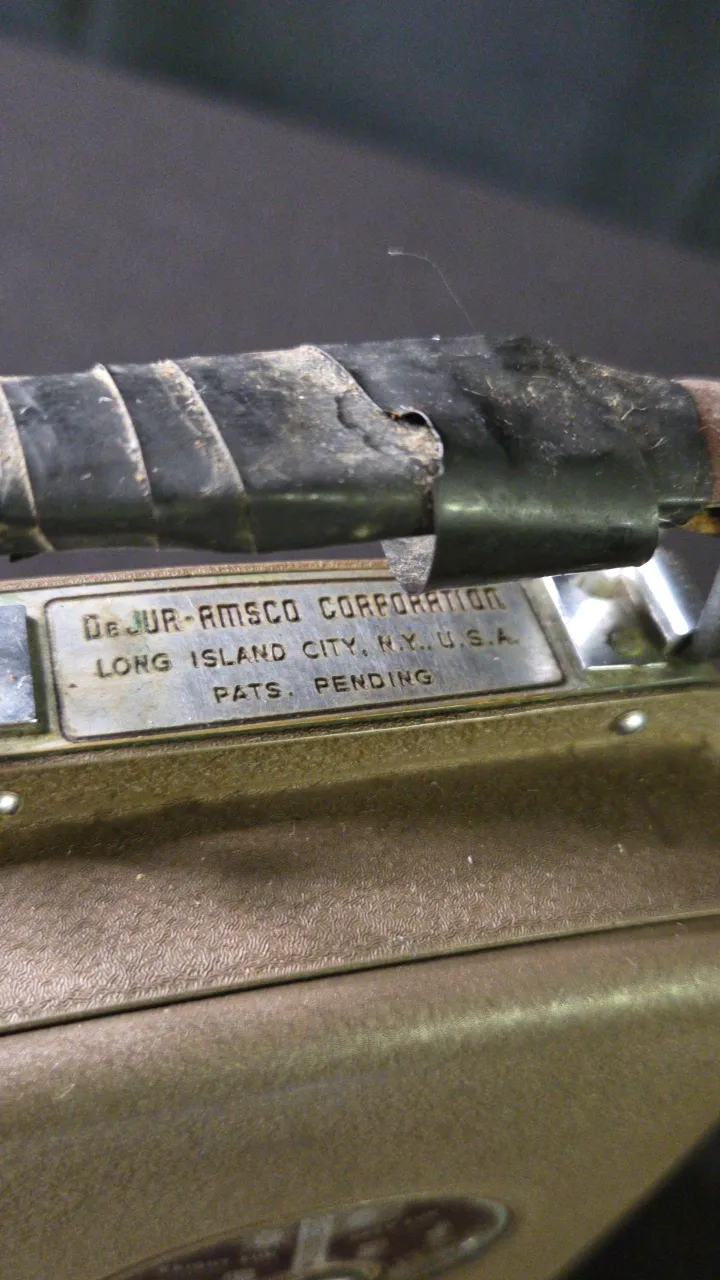 DeJUR-AMSCO CORPORATION
LONG ISLAND CITY, N.Y., U.S.A.
PATS. PENDING